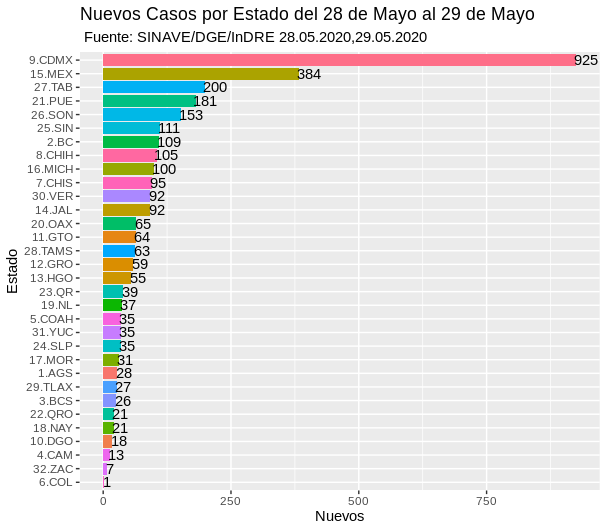 Nuevos Casos por Estado del 28 de Mayo al 29 de Mayo
Fuente: SINAVE/DGE/InDRE 28.05.2020,29.05.2020
Estado
9.CDMX 925
15.MEX 384
27.TAB 200
21.PUE 181
26.SON 153
25.SIN 111
2.BC 109
8.CHIH 105
16.MICH 100
7.CHIS 95
30.VER 92
14.JAL 92
20.OAX 65
11.GTO 64
28.TAMS 63
12.GRO 59
13.HGO 55
23.QR 39
19.NL 37
5.COAH 35
31.YUC 35
24.SLP 35
17.MOR 31
1.AGS 28
29.TLAX 27
3.BCS 26
22.QRO 21
18.NAY 21
10.DGO 18
4.CAM 13
32.ZAC 7
6.COL 1
0 250 500 750
Nuevos